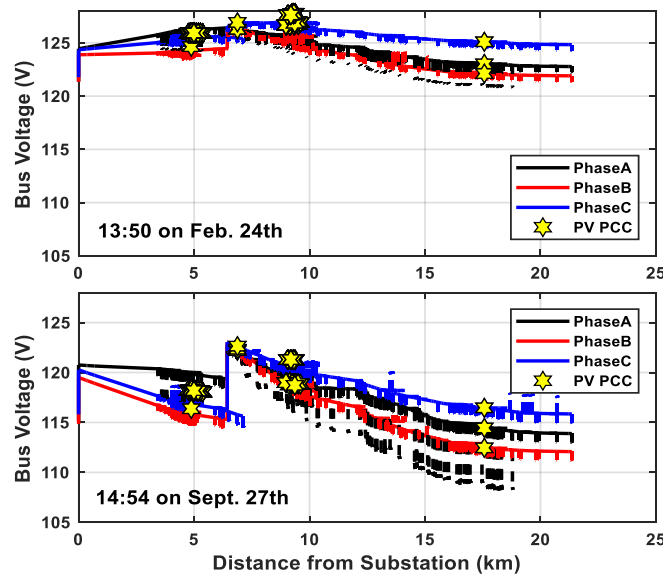 125
120
115
110
105
0
5
10
15
20
25
Bus Voltage (V)
PhaseA
PhaseB
PhaseC
PV PCC
13:50 on Feb. 24th
125
120
115
110
105
0
5
10
15
20
25
Bus Voltage (V)
PhaseA
PhaseB
PhaseC
PV PCC
14:54 on Sept. 27th
Distance from Substation (km)